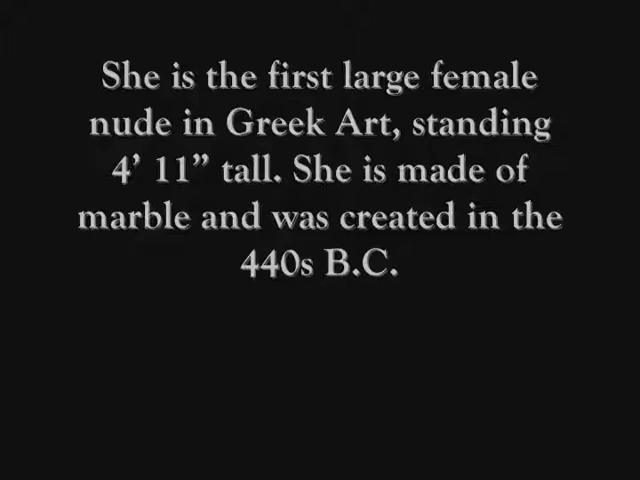 She is the first large female
nude in Greek Art, standing
4’ 11” tall. She is made of
marble and was created in the
440s B.C.